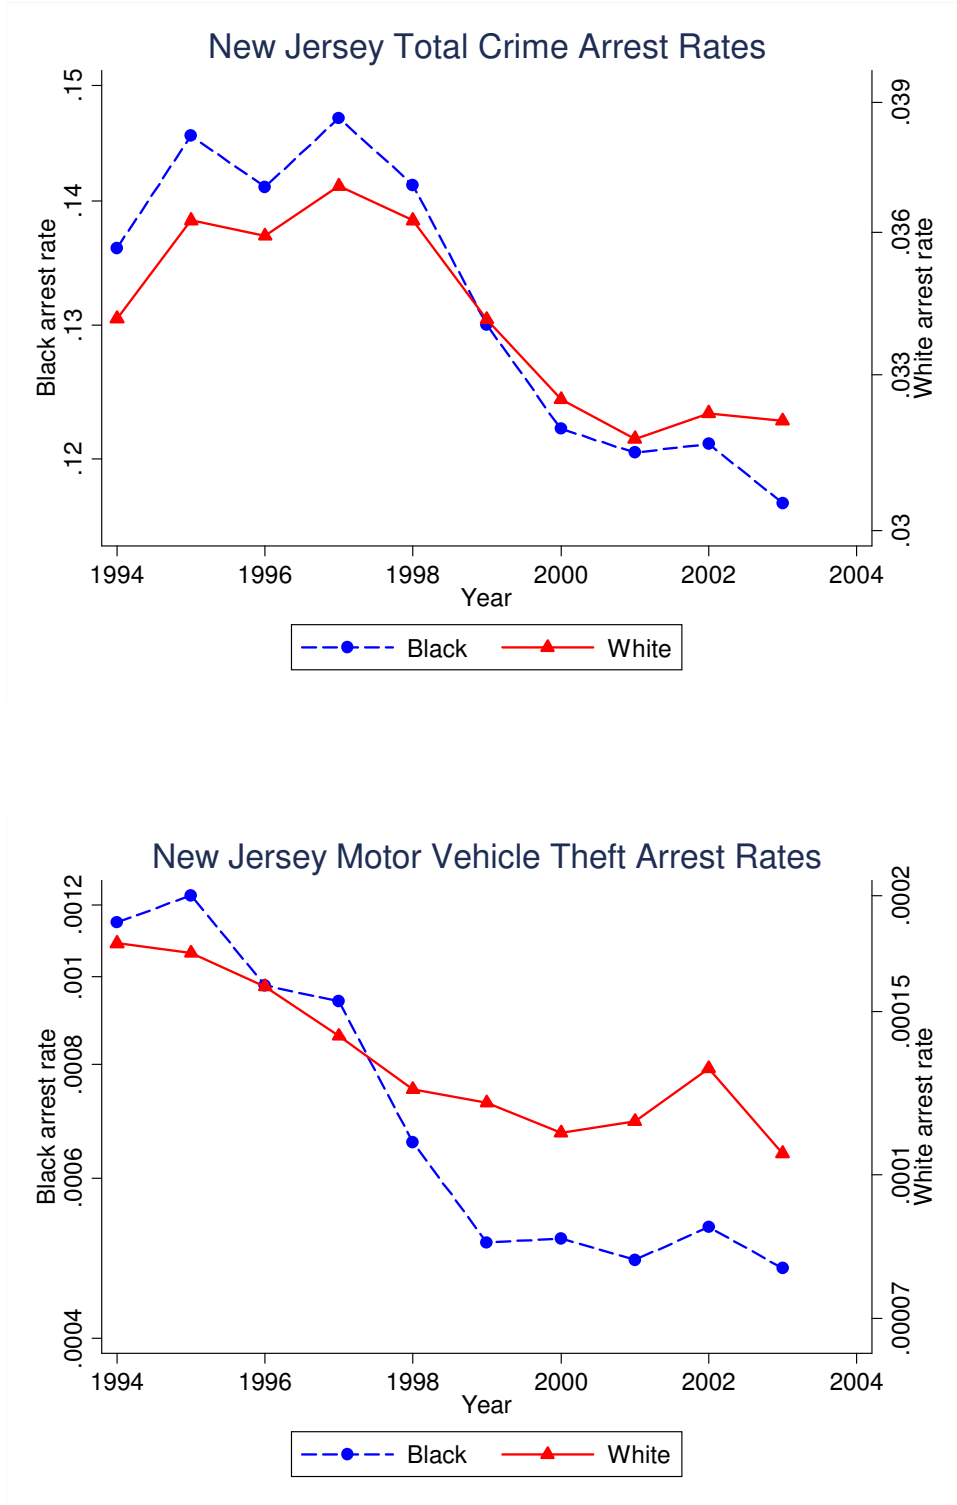 New Jersey Total Crime Arrest Rates
.15
.14
.13
.12
Black arrest rate
.039
.036
.033
.03
White arrest rate
1994 1996 1998 2000 2002 2004
Year
Black White
New Jersey Motor Vehicle Theft Arrest Rates
.0012
.001
.0008
.0006
.0004
Black arrest rate
.0002
.00015
.0001
.00007
White arrest rate
1994 1996 1998 2000 2002 2004
Year
Black White